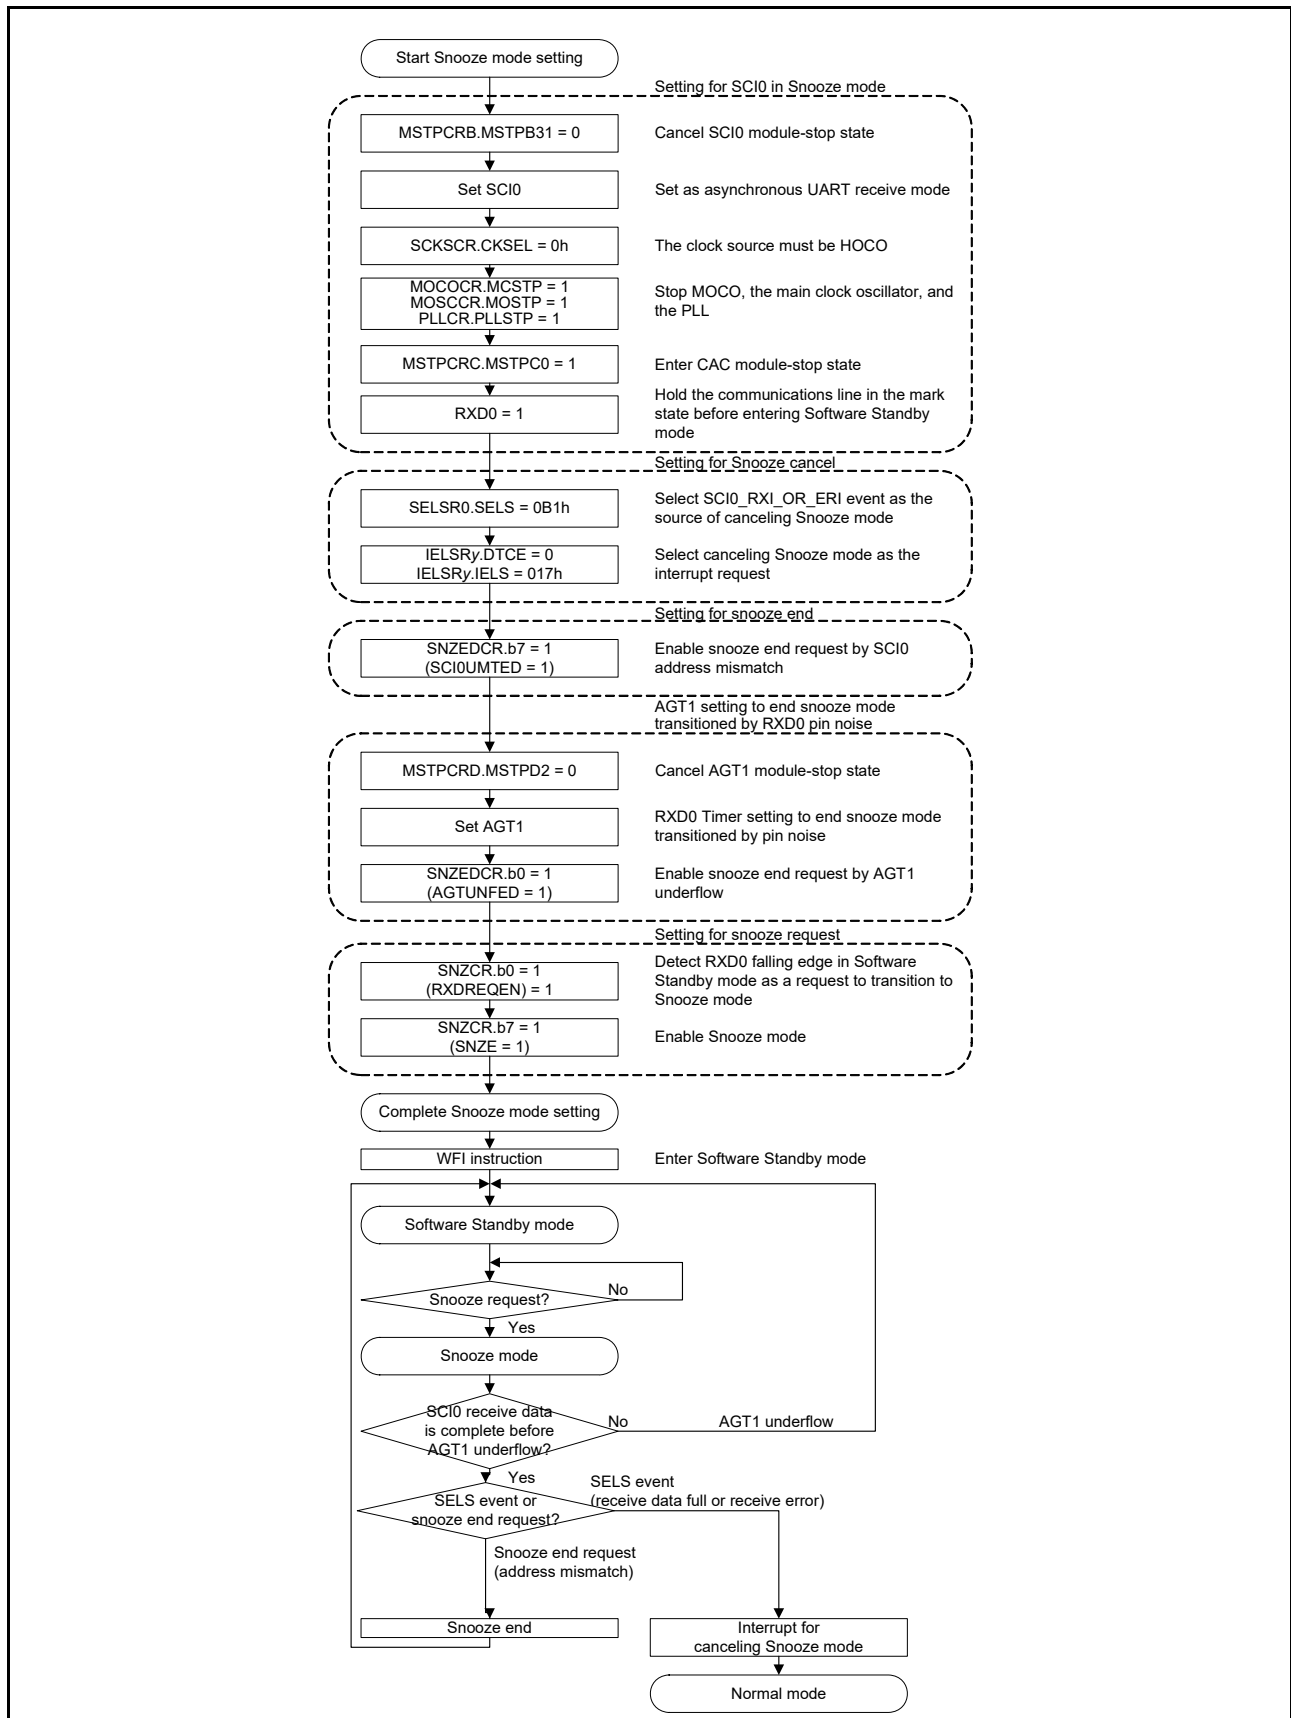 Start Snooze mode setting
Setting for SCI0 in Snooze mode
MSTPCRB.MSTPB31 = 0
Cancel SCI0 module-stop state
Set SCI0
Set as asynchronous UART receive mode
SCKSCR.CKSEL = 0h
The clock source must be HOCO
MOCOCR.MCSTP = 1
MOSCCR.MOSTP = 1
PLLCR.PLLSTP = 1
Stop MOCO, the main clock oscillator, and
the PLL
MSTPCRC.MSTPC0 = 1
Enter CAC module-stop state
RXD0 = 1
Hold the communications line in the mark
state before entering Software Standby
mode
Setting for Snooze cancel
SELSR0.SELS = 0B1h
Select SCI0_RXI_OR_ERI event as the
source of canceling Snooze mode
IELSRy.DTCE = 0
IELSRy.IELS = 017h
Select canceling Snooze mode as the
interrupt request
Setting for snooze end
SNZEDCR.b7 = 1
(SCI0UMTED = 1)
Enable snooze end request by SCI0
address mismatch
AGT1 setting to end snooze mode
transitioned by RXD0 pin noise
MSTPCRD.MSTPD2 = 0
Cancel AGT1 module-stop state
Set AGT1
RXD0 Timer setting to end snooze mode
transitioned by pin noise
SNZEDCR.b0 = 1
(AGTUNFED = 1)
Enable snooze end request by AGT1
underflow
Setting for snooze request
SNZCR.b0 = 1
(RXDREQEN) = 1
Detect RXD0 falling edge in Software
Standby mode as a request to transition to
Snooze mode
SNZCR.b7 = 1
(SNZE = 1)
Enable Snooze mode
Complete Snooze mode setting
WFI instruction
Enter Software Standby mode
Software Standby mode
Snooze request?
No
Yes
Snooze mode
SCI0 receive data
is complete before
AGT1 underflow?
No
AGT1 underflow
Yes
SELS event or
snooze end request?
SELS event
(receive data full or receive error)
Snooze end request
(address mismatch)
Snooze end
Interrupt for
canceling Snooze mode
Normal mode